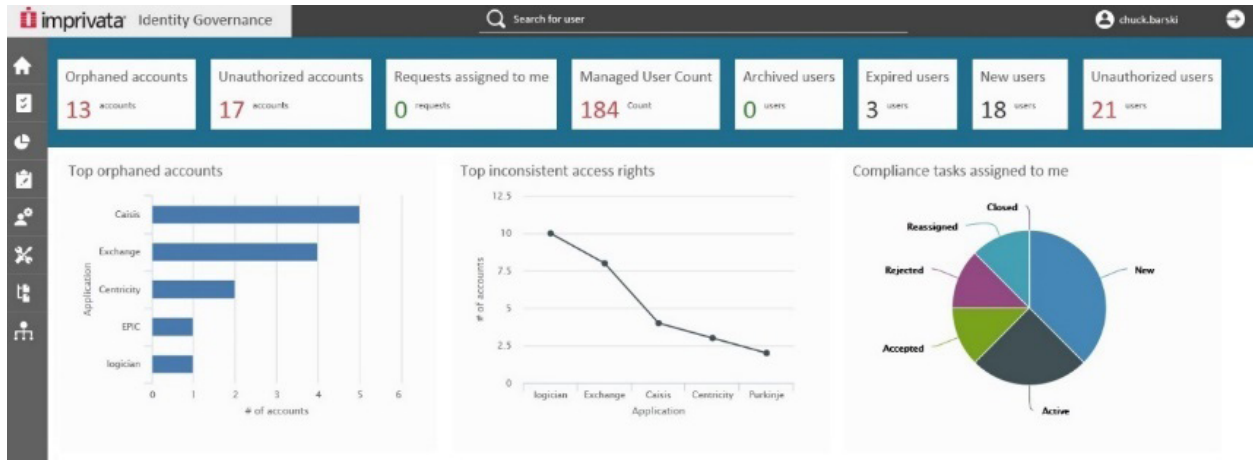 imprivata® Identity Governance
Search for user
chuck.barski
Orphaned accounts
13 accounts
Unauthorized accounts
17 accounts
Requests assigned to me
0 requests
Managed User Count
184 Count
Archived users
0 users
Expired users
3 users
New users
18 users
Unauthorized users
21 users
Top orphaned accounts
Application
Caisis
Exchange
Centricity
EPIC
logician
0 1 2 3 4 5 6
# of accounts
Top inconsistent access rights
# of accounts
12.5
10
7.5
5
2.5
0
logician Exchange Caisis Centricity Purkinje
Application
Compliance tasks assigned to me
Closed
Reassigned
Rejected
New
Accepted
Active